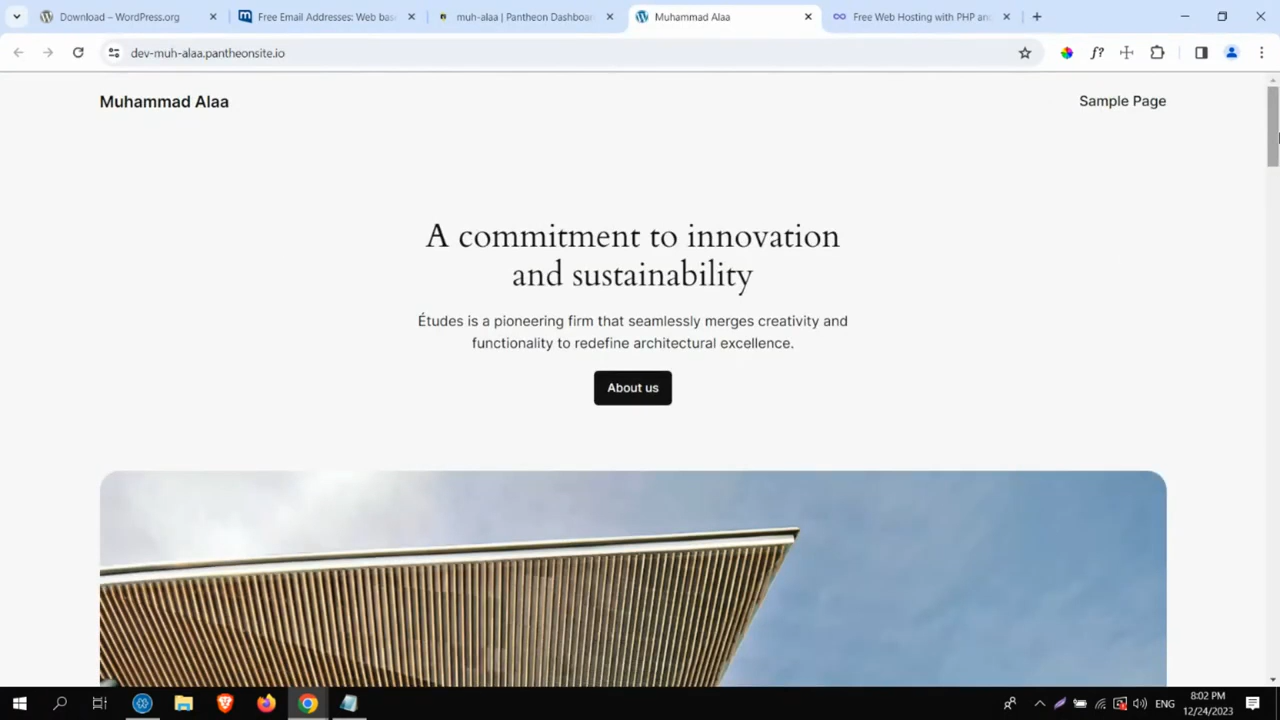 Download – WordPress.org
Free Email Addresses: Web bas
muh-alaa | Pantheon Dashboar
Muhammad Alaa
Free Web Hosting with PHP an
dev-muh-alaa.pantheonsite.io
f?
Muhammad Alaa
Sample Page
A commitment to innovation
and sustainability
Études is a pioneering firm that seamlessly merges creativity and
functionality to redefine architectural excellence.
About us
ENG
8:02 PM
12/24/2023